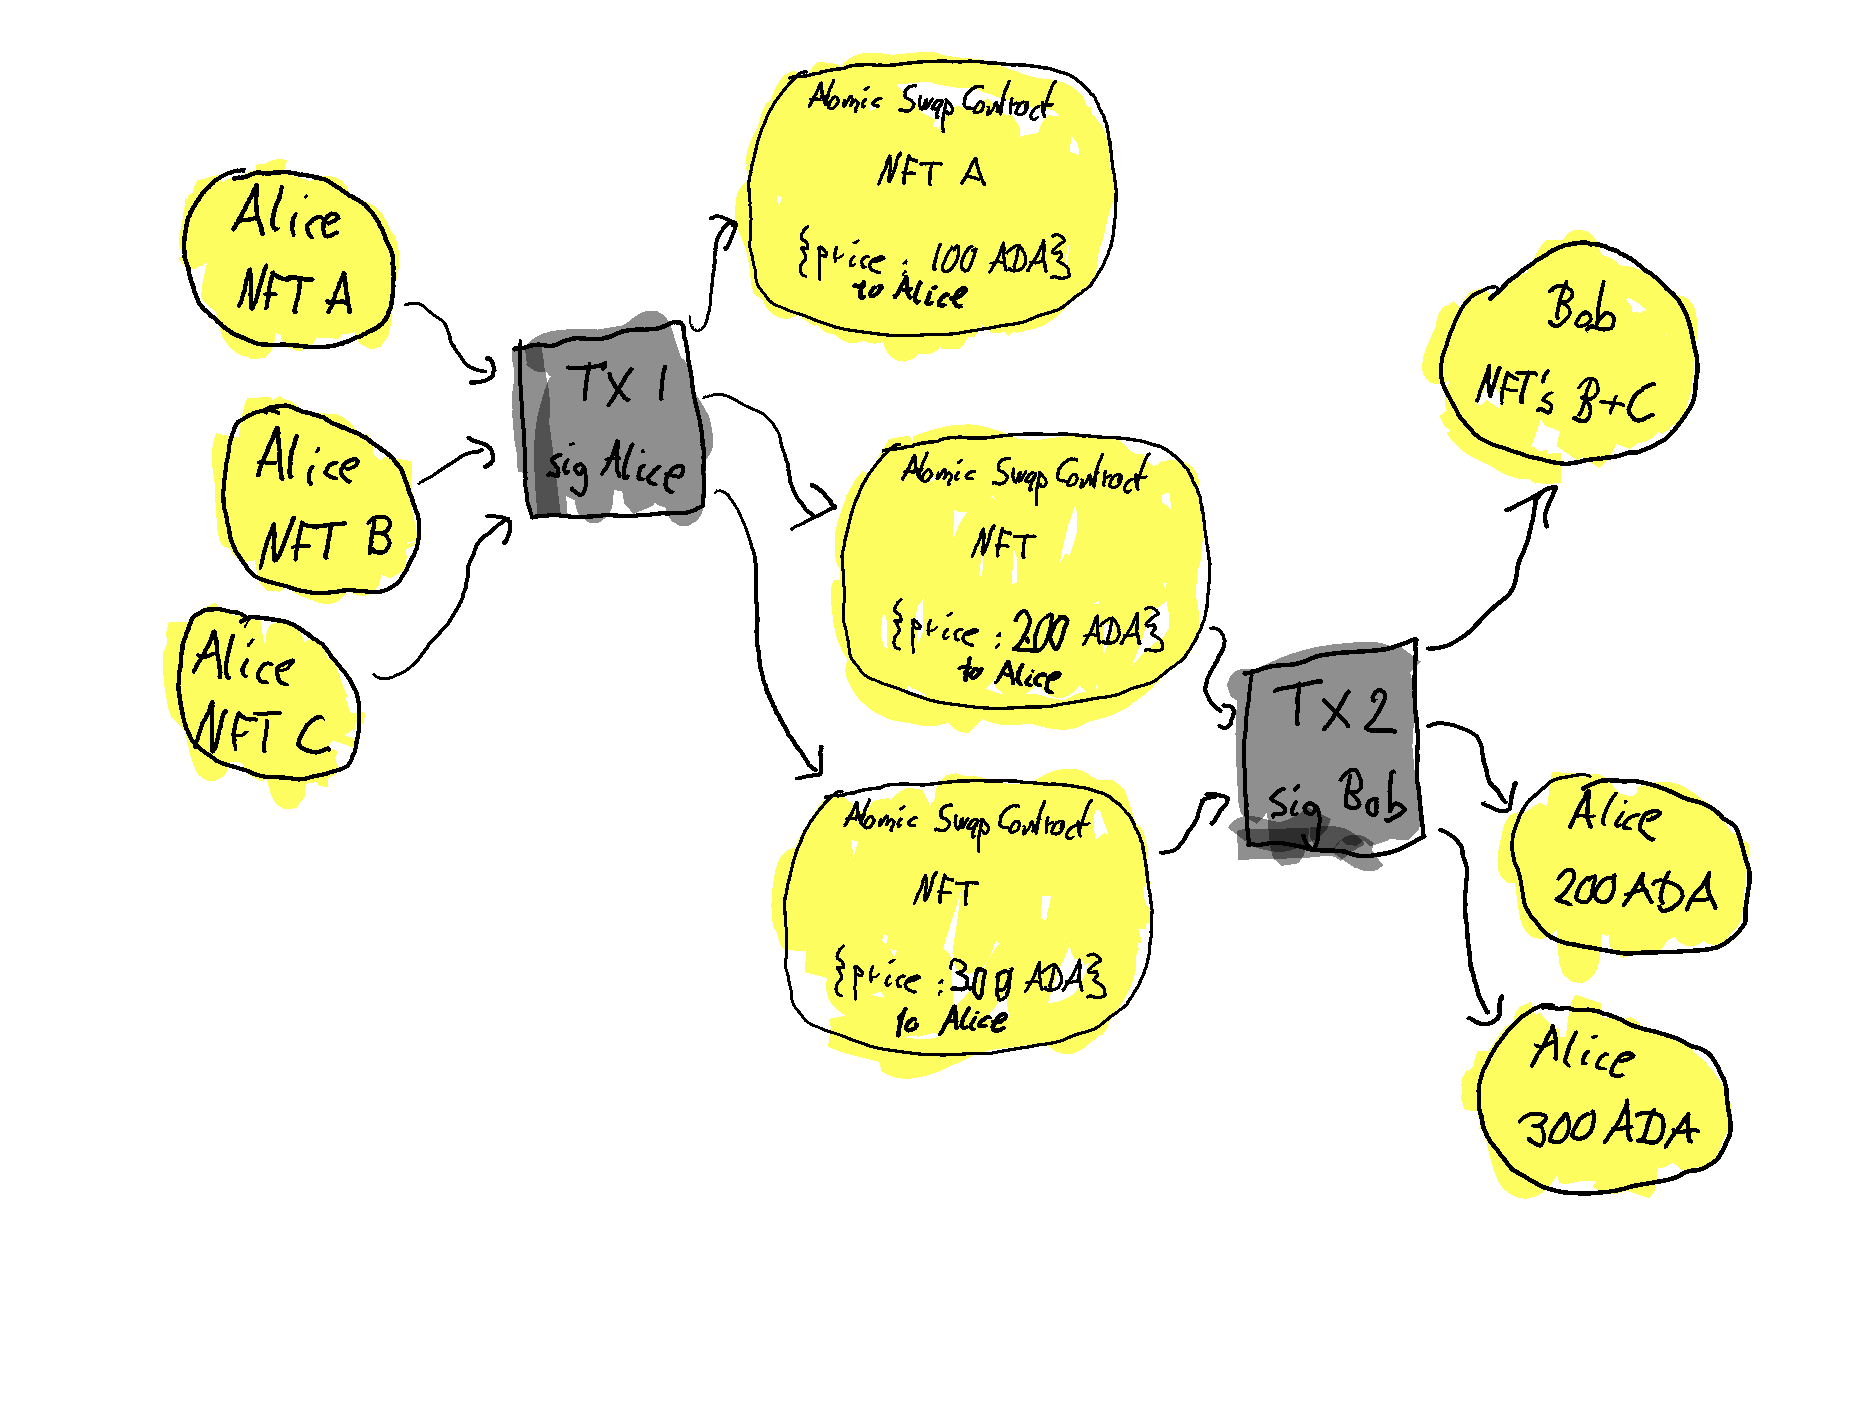 Alice
NFT A
Alice
NFT B
Alice
NFT C
TX 1
sig Alice
Atomic Swap Contract
NFT A
{price : 100 ADA}
to Alice
Atomic Swap Contract
NFT
{price : 200 ADA}
to Alice
Atomic Swap Contract
NFT
{price : 300 ADA}
to Alice
TX 2
sig Bob
Bob
NFT's B+C
Alice
200 ADA
Alice
300 ADA